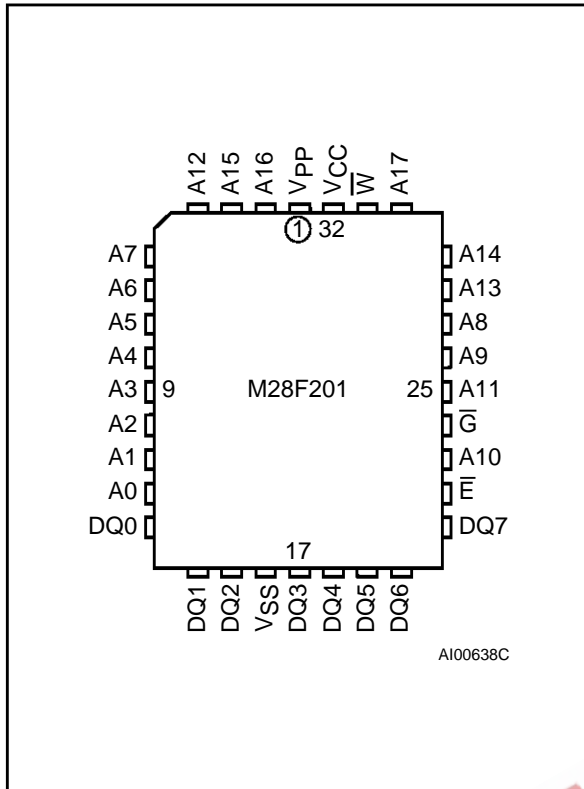 A12 A15 A16 VPP VCC W̅ A17
1 32
A7 A14
A6 A13
A5 A8
A4 A9
A3 9 M28F201 25 A11
A2 G̅
A1 A10
A0 E̅
DQ0 DQ7
17
DQ1 DQ2 VSS DQ3 DQ4 DQ5 DQ6
AI00638C